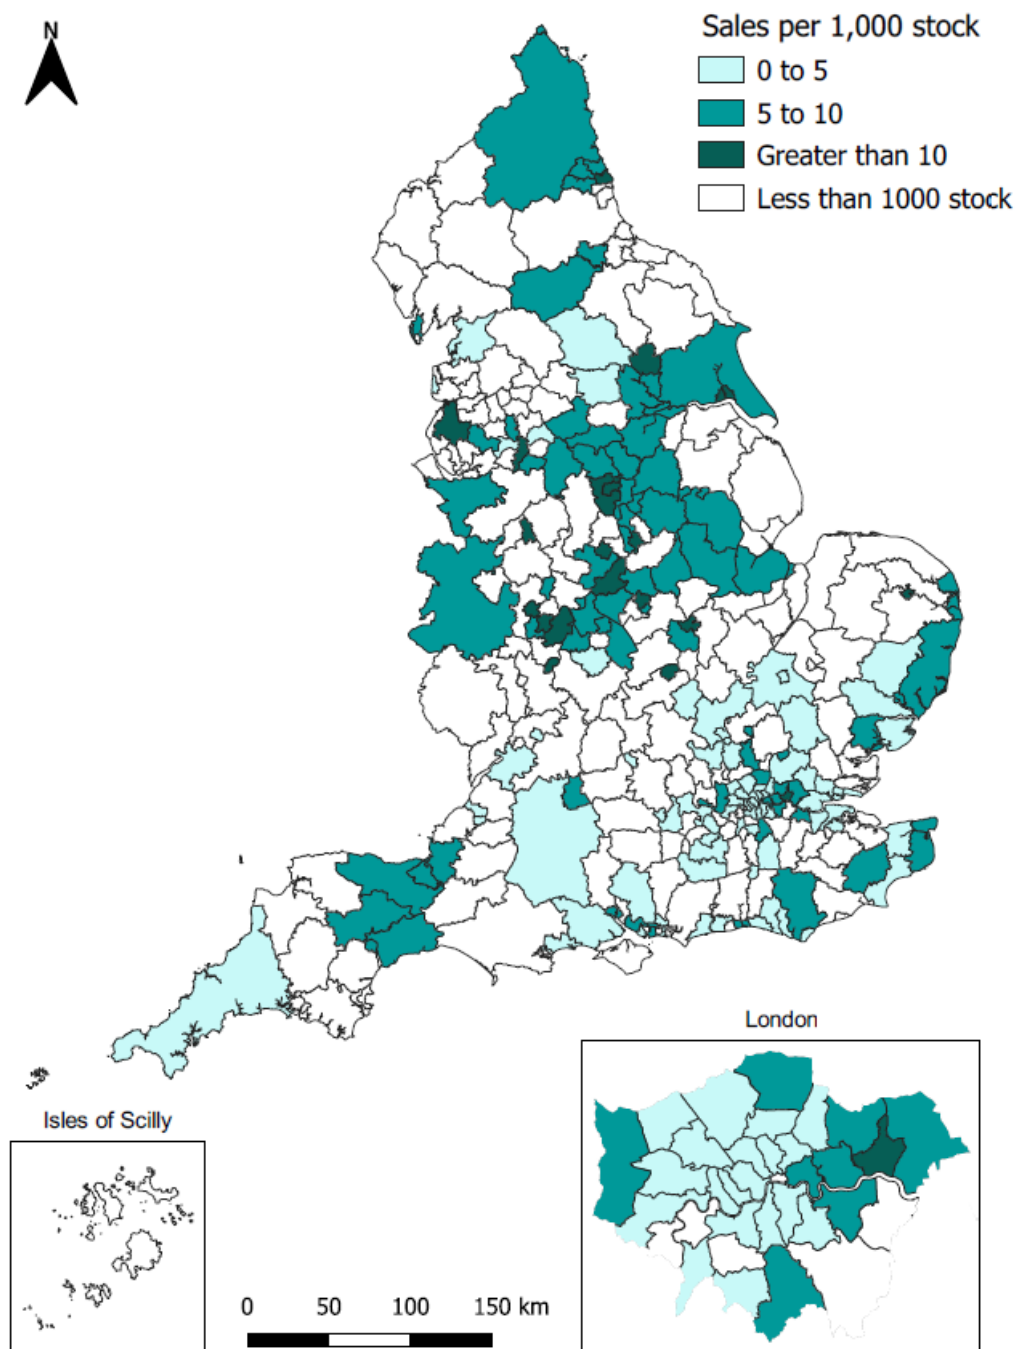 N
Sales per 1,000 stock
0 to 5
5 to 10
Greater than 10
Less than 1000 stock
London
Isles of Scilly
0 50 100 150 km